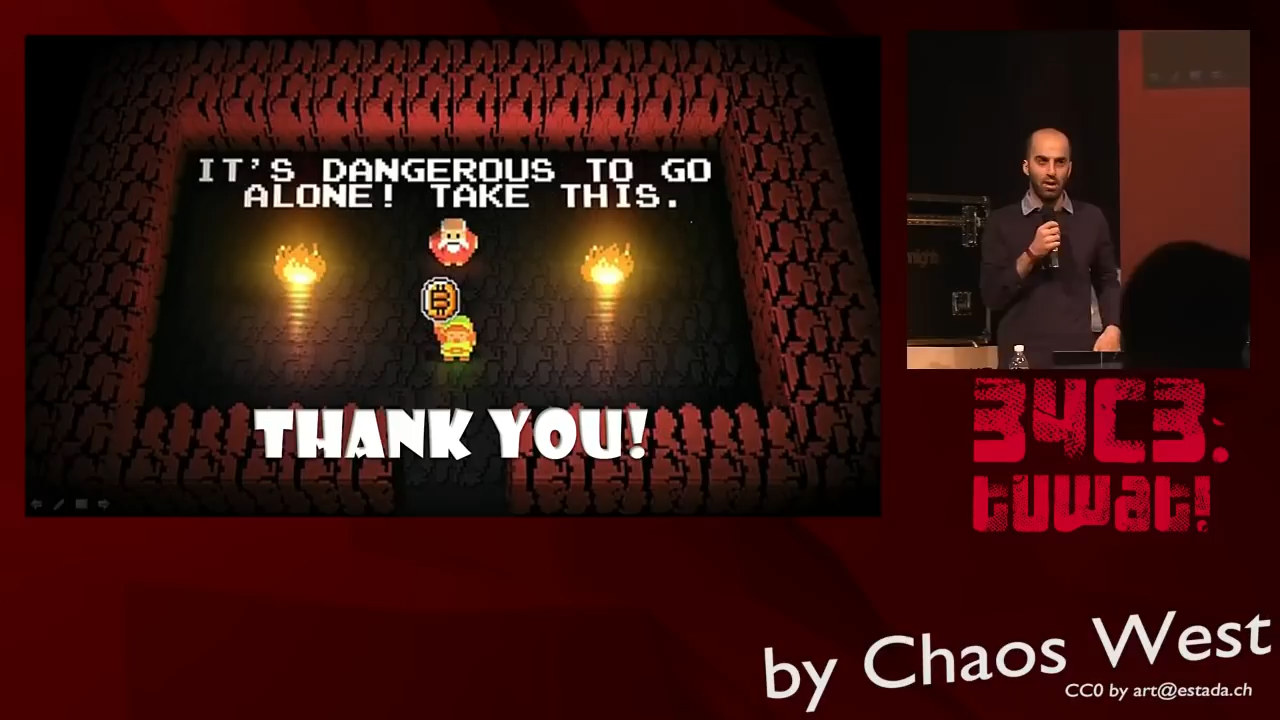 IT'S DANGEROUS TO GO
ALONE! TAKE THIS.
THANK YOU!
34C3.
tuwat!
by Chaos West
CC0 by art@estada.ch